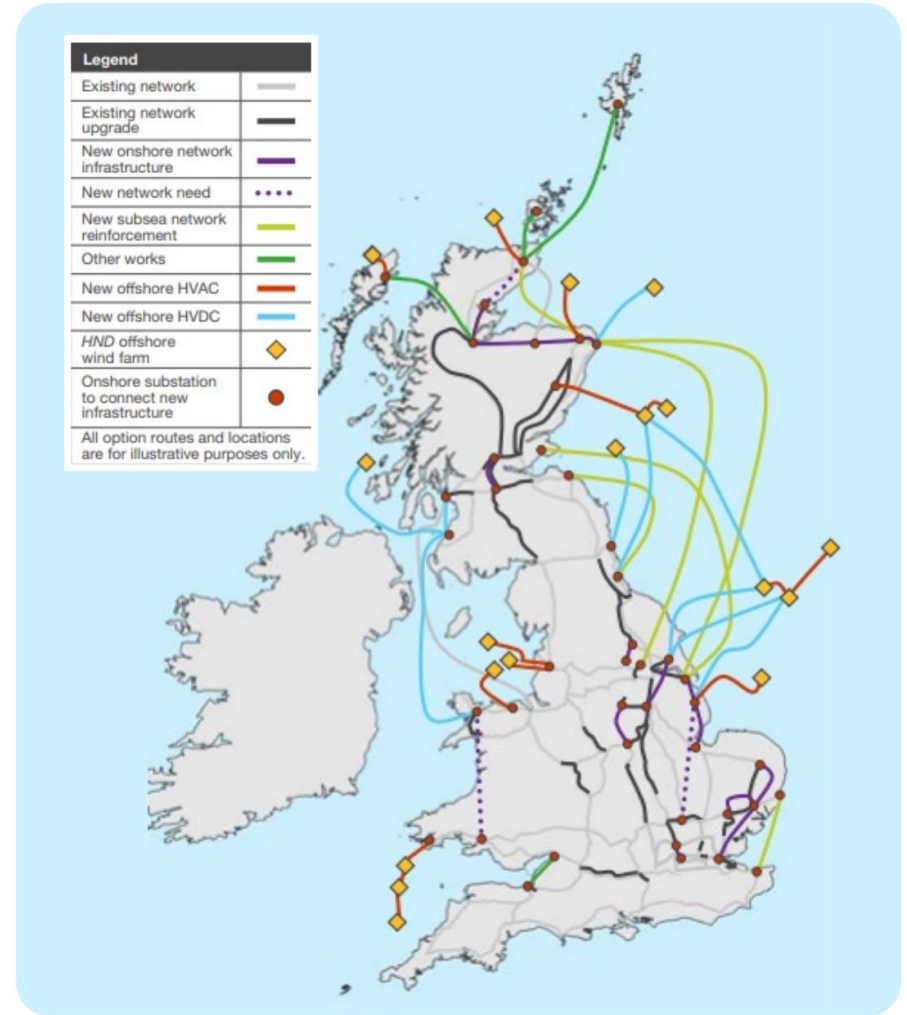 Legend
Existing network
Existing network
upgrade
New onshore network
infrastructure
New network need
New subsea network
reinforcement
Other works
New offshore HVAC
New offshore HVDC
HND offshore
wind farm
Onshore substation
to connect new
infrastructure
All option routes and locations
are for illustrative purposes only.